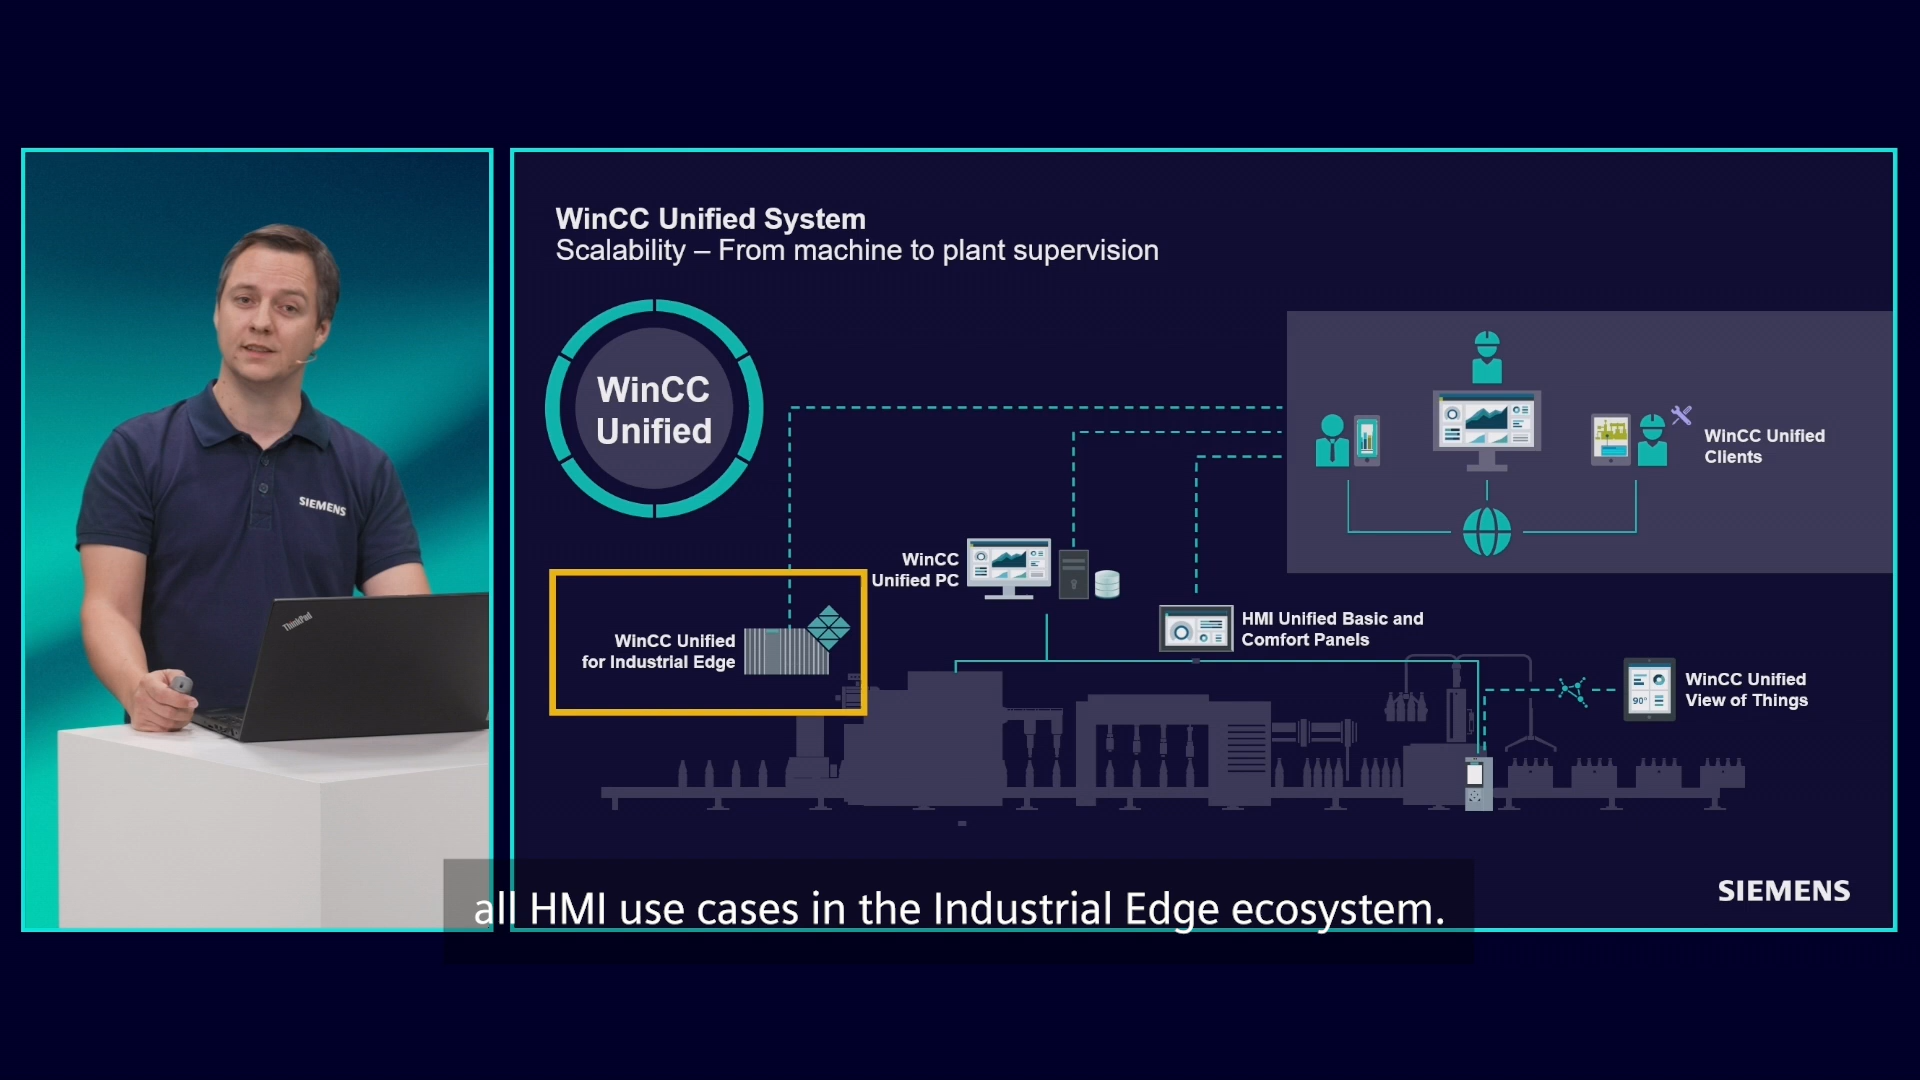 WinCC Unified System
Scalability – From machine to plant supervision
WinCC
Unified
WinCC Unified
Clients
WinCC
Unified PC
HMI Unified Basic and
Comfort Panels
WinCC Unified
for Industrial Edge
WinCC Unified
View of Things
90°
SIEMENS
ThinkPad
SIEMENS
all HMI use cases in the Industrial Edge ecosystem.